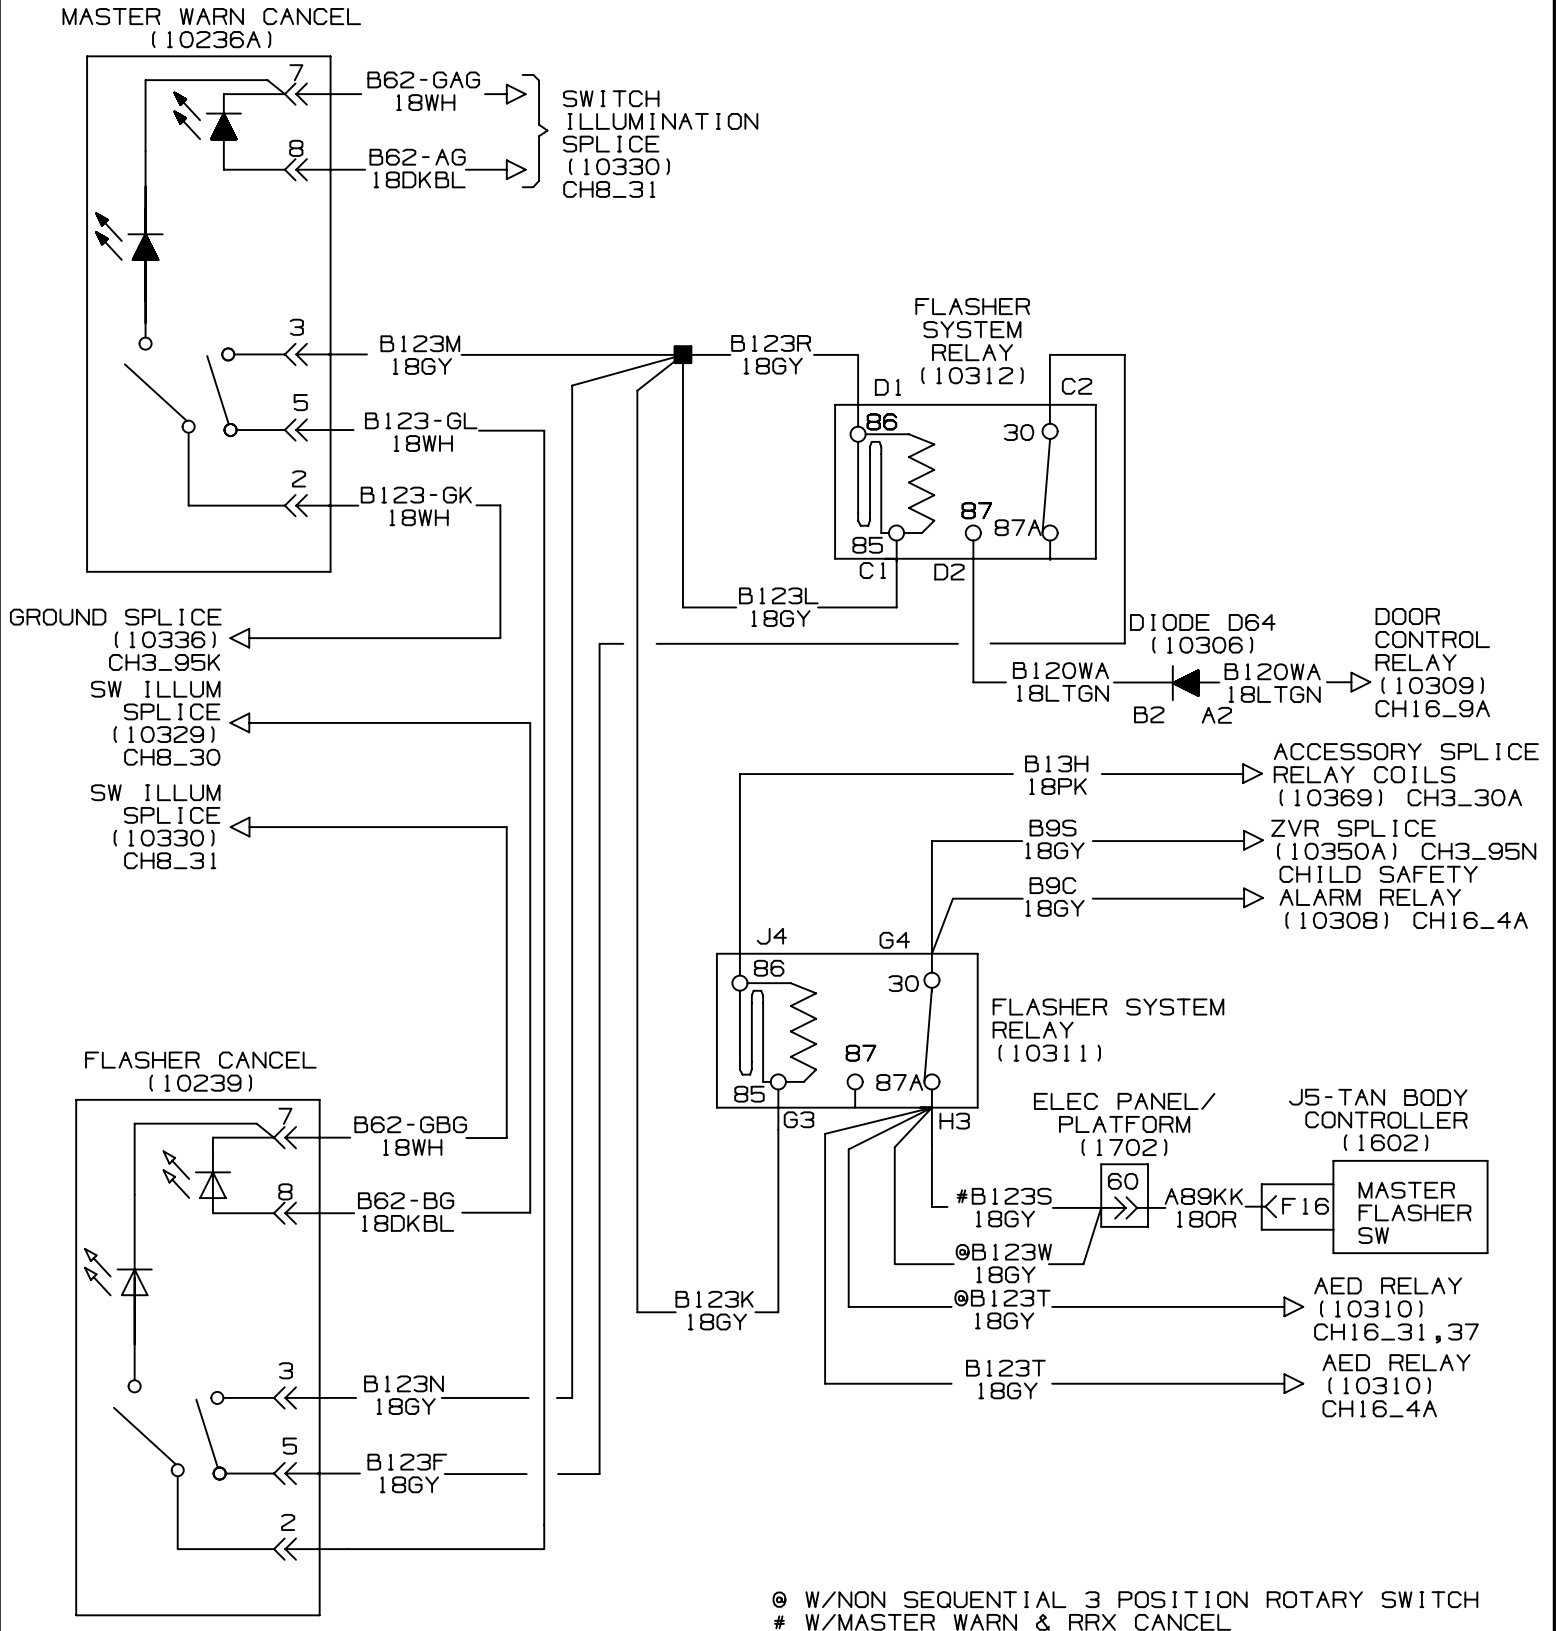 MASTER WARN CANCEL
(10236A)
7
B62-GAG
18WH
8
B62-AG
18DKBL
SWITCH
ILLUMINATION
SPLICE
(10330)
CH8_31
3
B123M
18GY
5
B123-GL
18WH
2
B123-GK
18WH
B123R
18GY
FLASHER
SYSTEM
RELAY
(10312)
D1
C2
86
30
87
87A
85
C1
D2
B123L
18GY
GROUND SPLICE
(10336)
CH3_95K
SW ILLUM
SPLICE
(10329)
CH8_30
SW ILLUM
SPLICE
(10330)
CH8_31
DIODE D64
(10306)
B120WA
18LTGN
B2
A2
B120WA
18LTGN
DOOR
CONTROL
RELAY
(10309)
CH16_9A
B13H
18PK
ACCESSORY SPLICE
RELAY COILS
(10369) CH3_30A
B9S
18GY
ZVR SPLICE
(10350A) CH3_95N
B9C
18GY
CHILD SAFETY
ALARM RELAY
(10308) CH16_4A
J4
G4
86
30
87
87A
85
G3
H3
FLASHER SYSTEM
RELAY
(10311)
FLASHER CANCEL
(10239)
7
B62-GBG
18WH
8
B62-BG
18DKBL
3
B123N
18GY
5
B123F
18GY
2
B123K
18GY
ELEC PANEL/
PLATFORM
(1702)
60
J5-TAN BODY
CONTROLLER
(1602)
#B123S
18GY
A89KK
18OR
F16
MASTER
FLASHER
SW
@B123W
18GY
@B123T
18GY
AED RELAY
(10310)
CH16_31,37
B123T
18GY
AED RELAY
(10310)
CH16_4A
@ W/NON SEQUENTIAL 3 POSITION ROTARY SWITCH
# W/MASTER WARN & RRX CANCEL